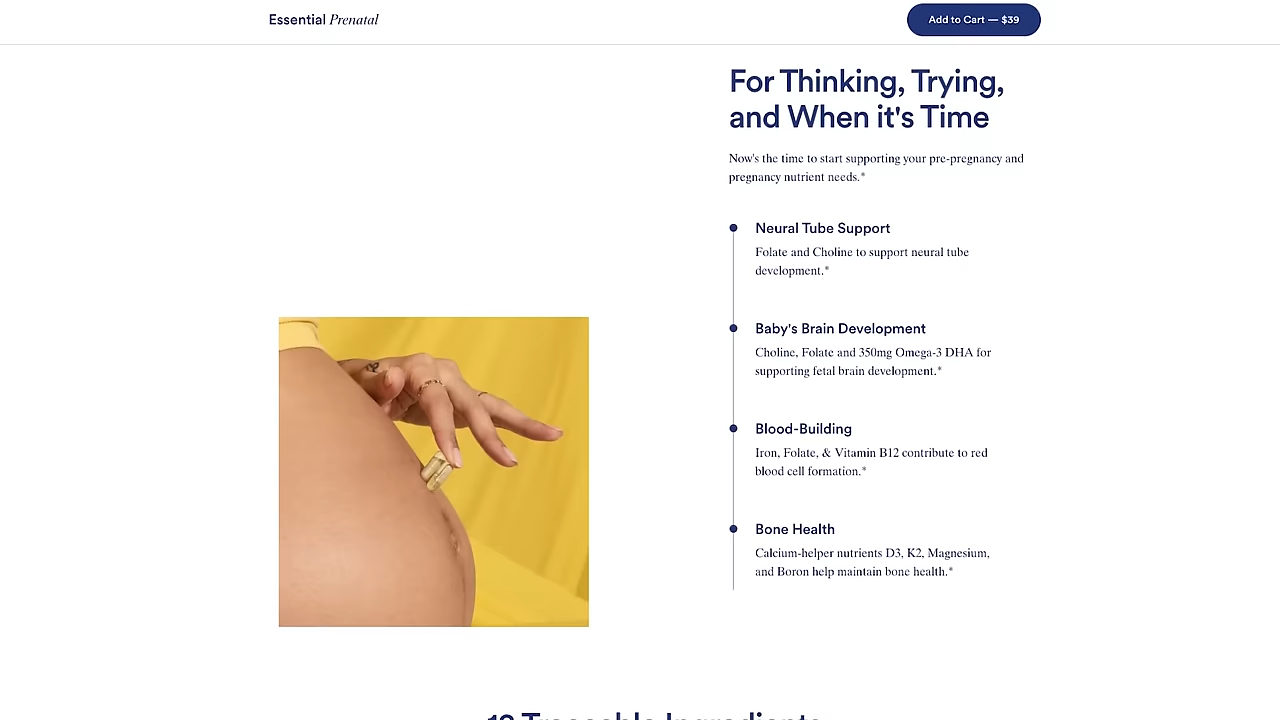 Essential Prenatal
Add to Cart — $39
For Thinking, Trying,
and When it's Time
Now's the time to start supporting your pre-pregnancy and
pregnancy nutrient needs.*
Neural Tube Support
Folate and Choline to support neural tube
development.*
Baby's Brain Development
Choline, Folate and 350mg Omega-3 DHA for
supporting fetal brain development.*
Blood-Building
Iron, Folate, & Vitamin B12 contribute to red
blood cell formation.*
Bone Health
Calcium-helper nutrients D3, K2, Magnesium,
and Boron help maintain bone health.*
Traceable Ingredients